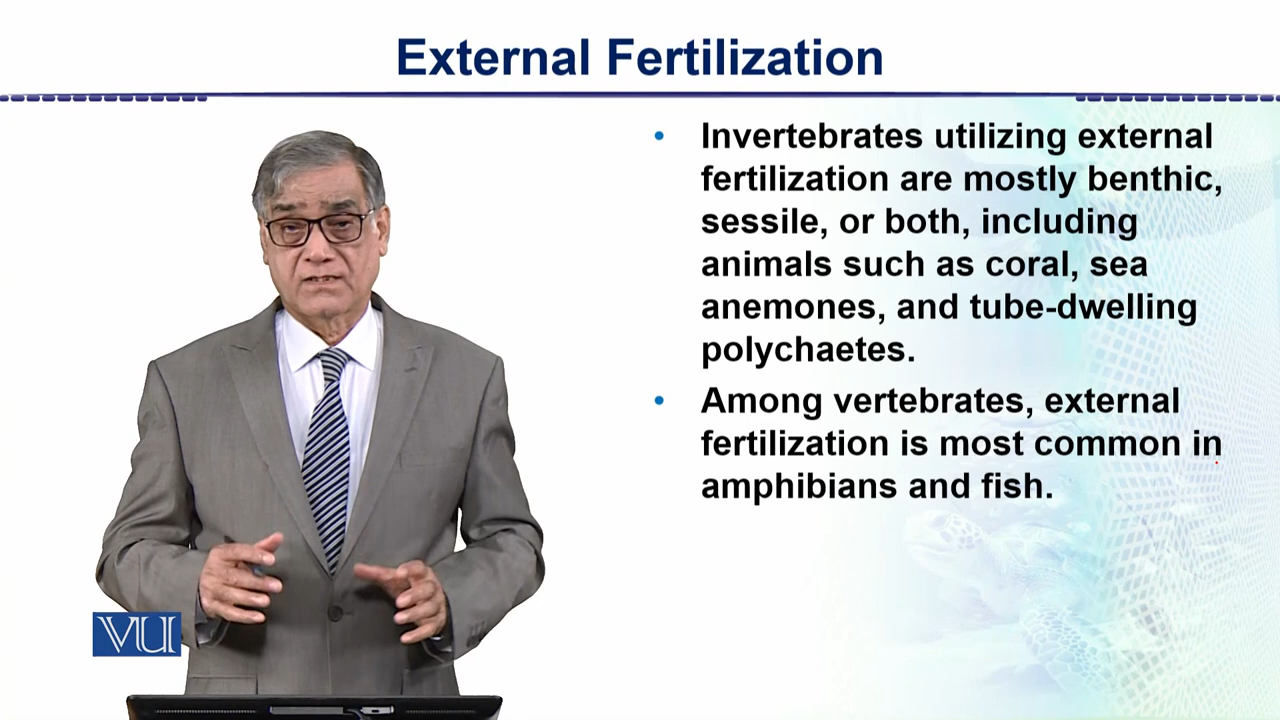 External Fertilization
• Invertebrates utilizing external
fertilization are mostly benthic,
sessile, or both, including
animals such as coral, sea
anemones, and tube-dwelling
polychaetes.
• Among vertebrates, external
fertilization is most common in
amphibians and fish.
VU